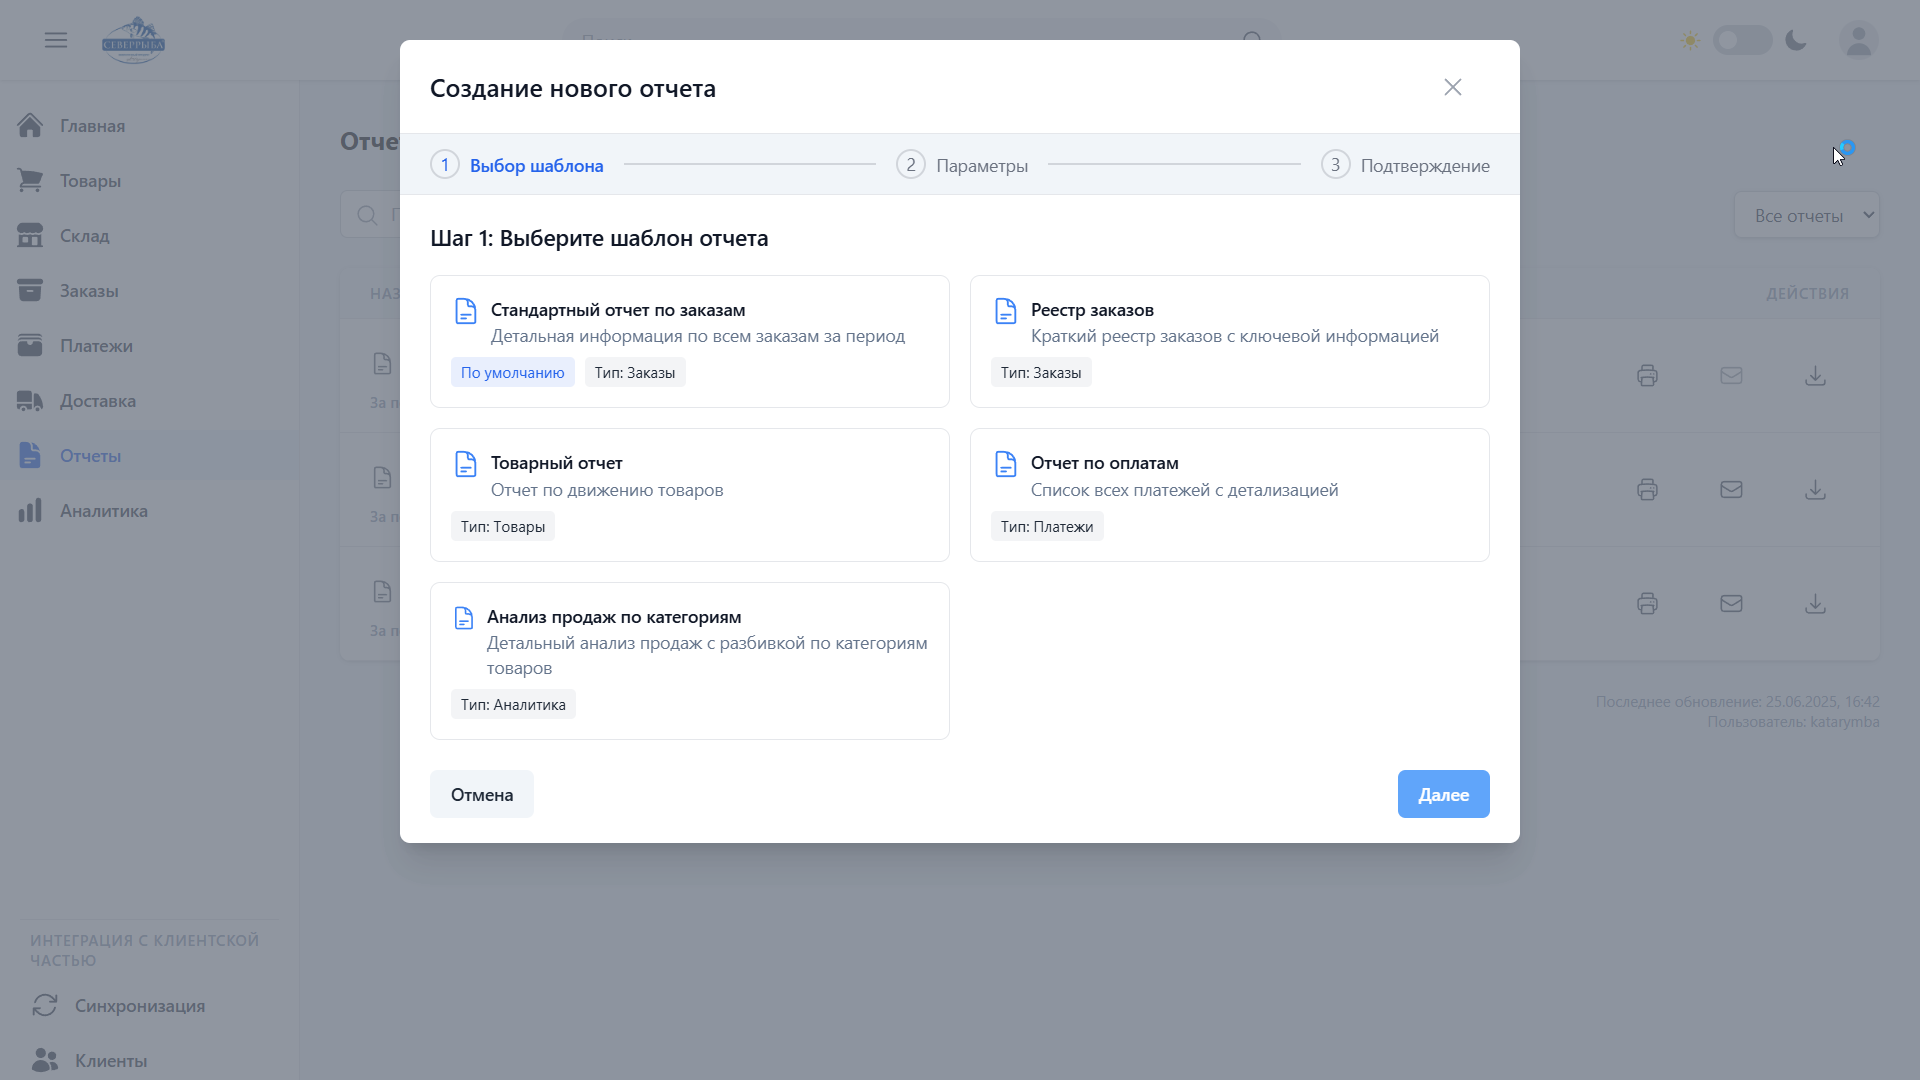 СЕВЕРРЫБА
Поиск
Главная
Товары
Склад
Заказы
Платежи
Доставка
Отчеты
Аналитика
ИНТЕГРАЦИЯ С КЛИЕНТСКОЙ
ЧАСТЬЮ
Синхронизация
Клиенты
Все отчеты
ДЕЙСТВИЯ
За
За
За
Последнее обновление: 25.06.2025, 16:42
Пользователь: katarymba
Создание нового отчета
1 Выбор шаблона
2 Параметры
3 Подтверждение
Шаг 1: Выберите шаблон отчета
Стандартный отчет по заказам
Детальная информация по всем заказам за период
По умолчанию Тип: Заказы
Реестр заказов
Краткий реестр заказов с ключевой информацией
Тип: Заказы
Товарный отчет
Отчет по движению товаров
Тип: Товары
Отчет по оплатам
Список всех платежей с детализацией
Тип: Платежи
Анализ продаж по категориям
Детальный анализ продаж с разбивкой по категориям
товаров
Тип: Аналитика
Отмена
Далее